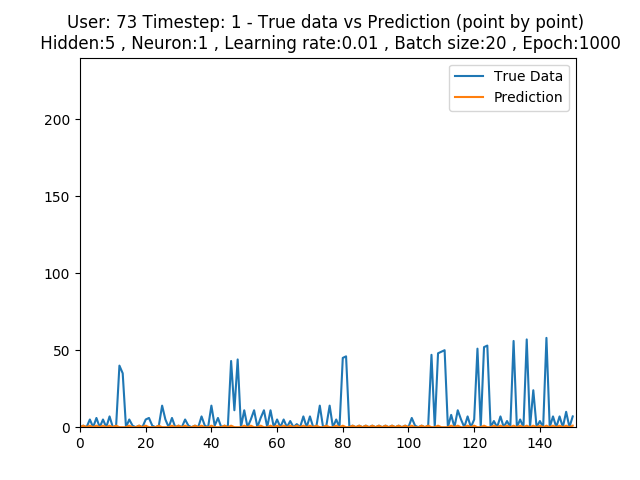 User: 73 Timestep: 1 - True data vs Prediction (point by point)
Hidden:5 , Neuron:1 , Learning rate:0.01 , Batch size:20 , Epoch:1000
True Data
Prediction
200
150
100
50
0
0 20 40 60 80 100 120 140